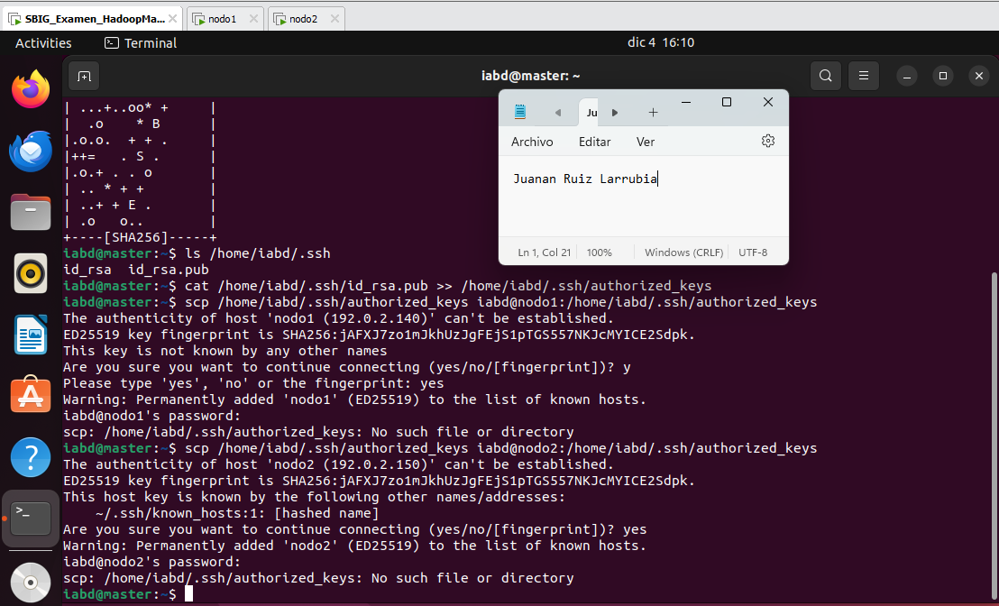 SBIG_Examen_HadoopMa...
nodo1
nodo2
Activities
Terminal
dic 4 16:10
iabd@master: ~
Ju
Archivo
Editar
Ver
Juanan Ruiz Larrubia
Ln 1, Col 21
100%
Windows (CRLF)
UTF-8
| ...+..oo* +     |
|  .o    * B      |
|.o.o.  + + .     |
|++=   . S .      |
|.o.+ . . o       |
| .. * + +        |
| ..+ + E .       |
| .o   o..        |
+----[SHA256]-----+
iabd@master:~$ ls /home/iabd/.ssh
id_rsa  id_rsa.pub
iabd@master:~$ cat /home/iabd/.ssh/id_rsa.pub >> /home/iabd/.ssh/authorized_keys
iabd@master:~$ scp /home/iabd/.ssh/authorized_keys iabd@nodo1:/home/iabd/.ssh/authorized_keys
The authenticity of host 'nodo1 (192.0.2.140)' can't be established.
ED25519 key fingerprint is SHA256:jAFXJ7zo1mJkhUzJgFEjS1pTGS557NKJcMYICE2Sdpk.
This key is not known by any other names
Are you sure you want to continue connecting (yes/no/[fingerprint])? y
Please type 'yes', 'no' or the fingerprint: yes
Warning: Permanently added 'nodo1' (ED25519) to the list of known hosts.
iabd@nodo1's password:
scp: /home/iabd/.ssh/authorized_keys: No such file or directory
iabd@master:~$ scp /home/iabd/.ssh/authorized_keys iabd@nodo2:/home/iabd/.ssh/authorized_keys
The authenticity of host 'nodo2 (192.0.2.150)' can't be established.
ED25519 key fingerprint is SHA256:jAFXJ7zo1mJkhUzJgFEjS1pTGS557NKJcMYICE2Sdpk.
This host key is known by the following other names/addresses:
    ~/.ssh/known_hosts:1: [hashed name]
Are you sure you want to continue connecting (yes/no/[fingerprint])? yes
Warning: Permanently added 'nodo2' (ED25519) to the list of known hosts.
iabd@nodo2's password:
scp: /home/iabd/.ssh/authorized_keys: No such file or directory
iabd@master:~$